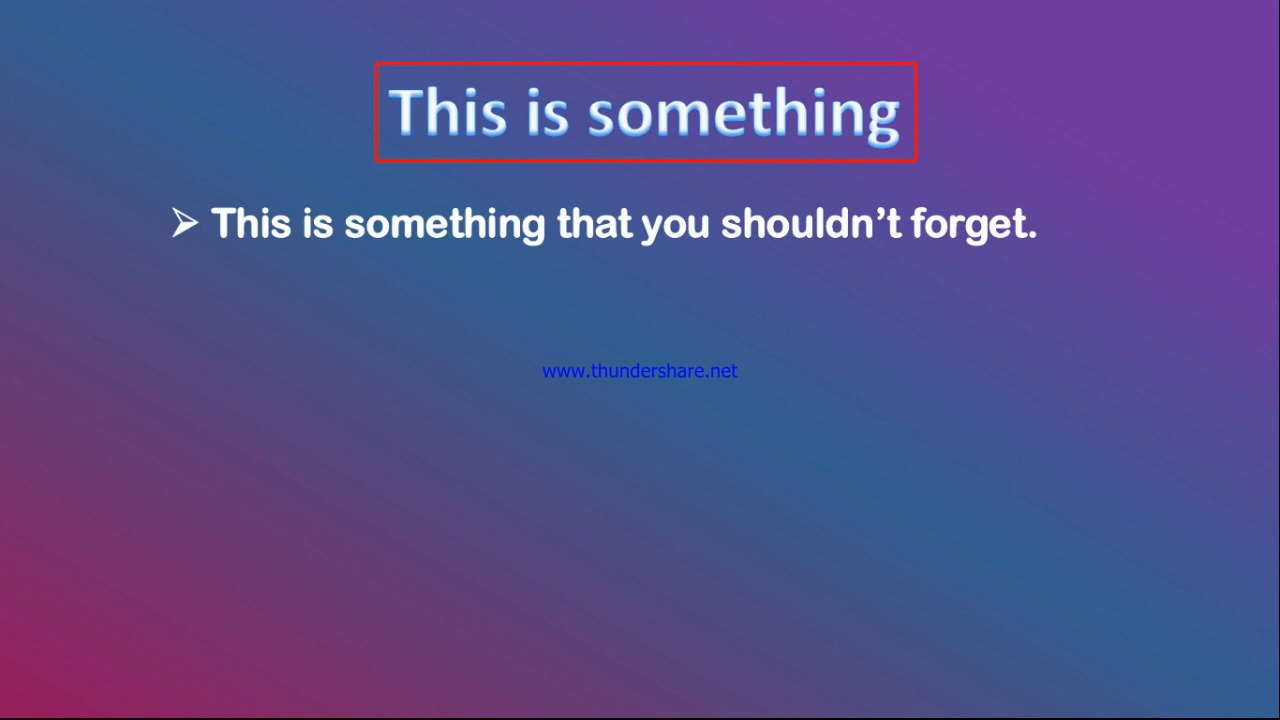 This is something
➢ This is something that you shouldn’t forget.
www.thundershare.net